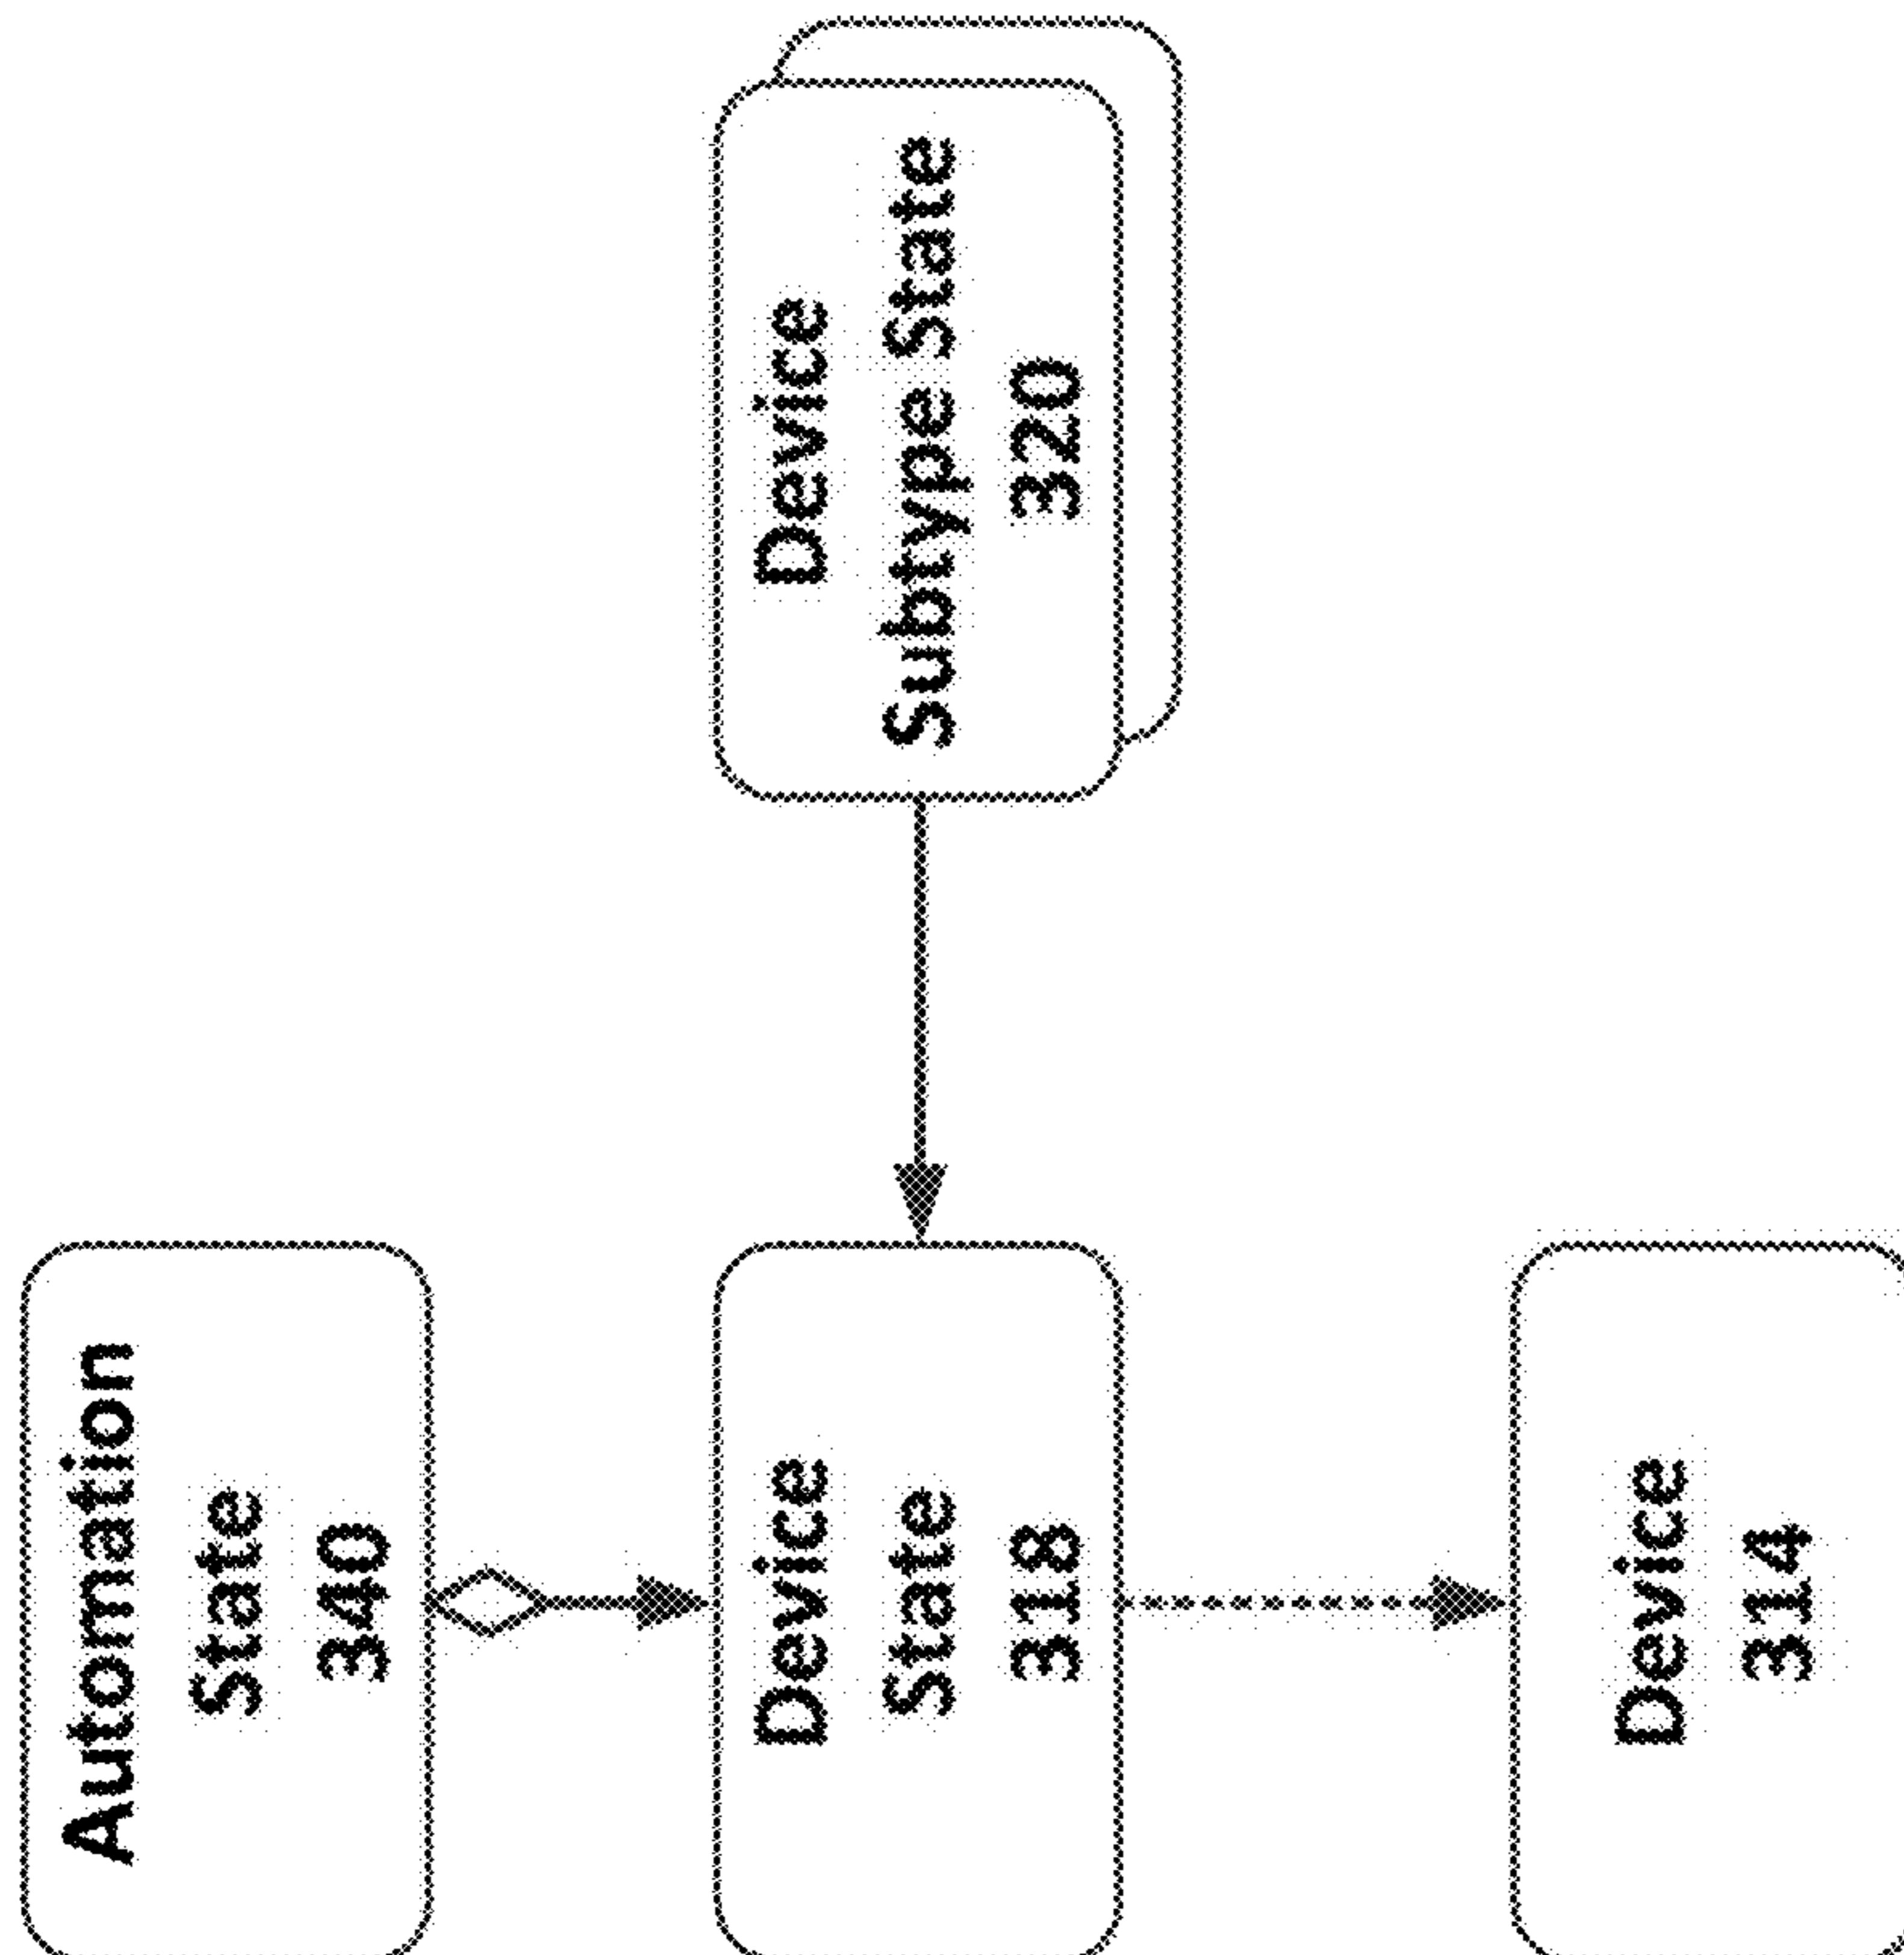 Automation
State
340
Device
State
318
Device
314
Device
Subtype State
320